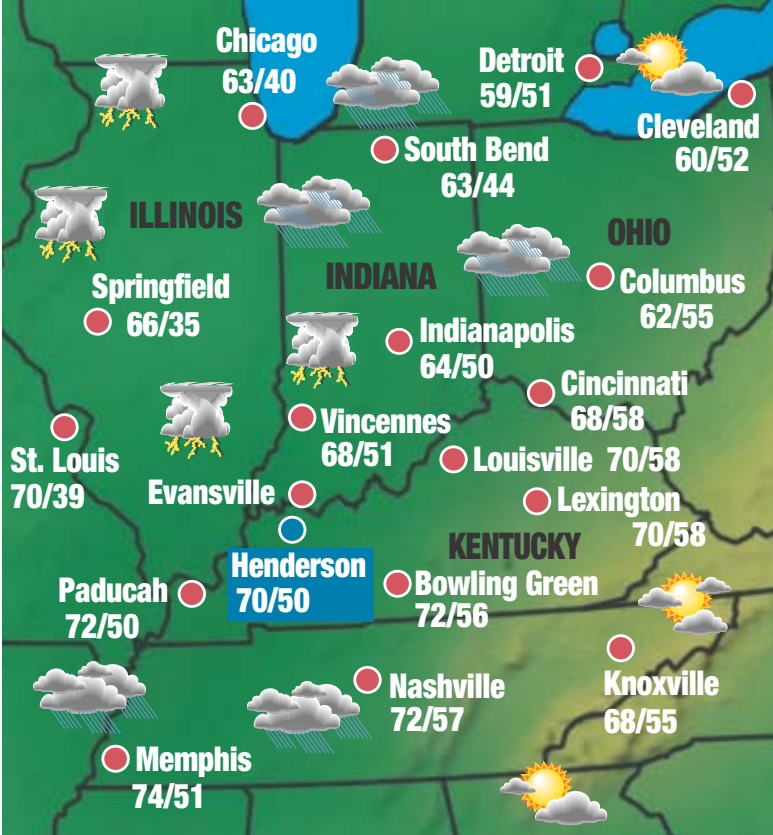 Chicago
63/40
Detroit
59/51
Cleveland
60/52
South Bend
63/44
ILLINOIS
OHIO
INDIANA
Springfield
66/35
Columbus
62/55
Indianapolis
64/50
Cincinnati
68/58
Vincennes
68/51
St. Louis
70/39
Louisville 70/58
Evansville
Lexington
70/58
KENTUCKY
Henderson
70/50
Paducah
72/50
Bowling Green
72/56
Nashville
72/57
Knoxville
68/55
Memphis
74/51